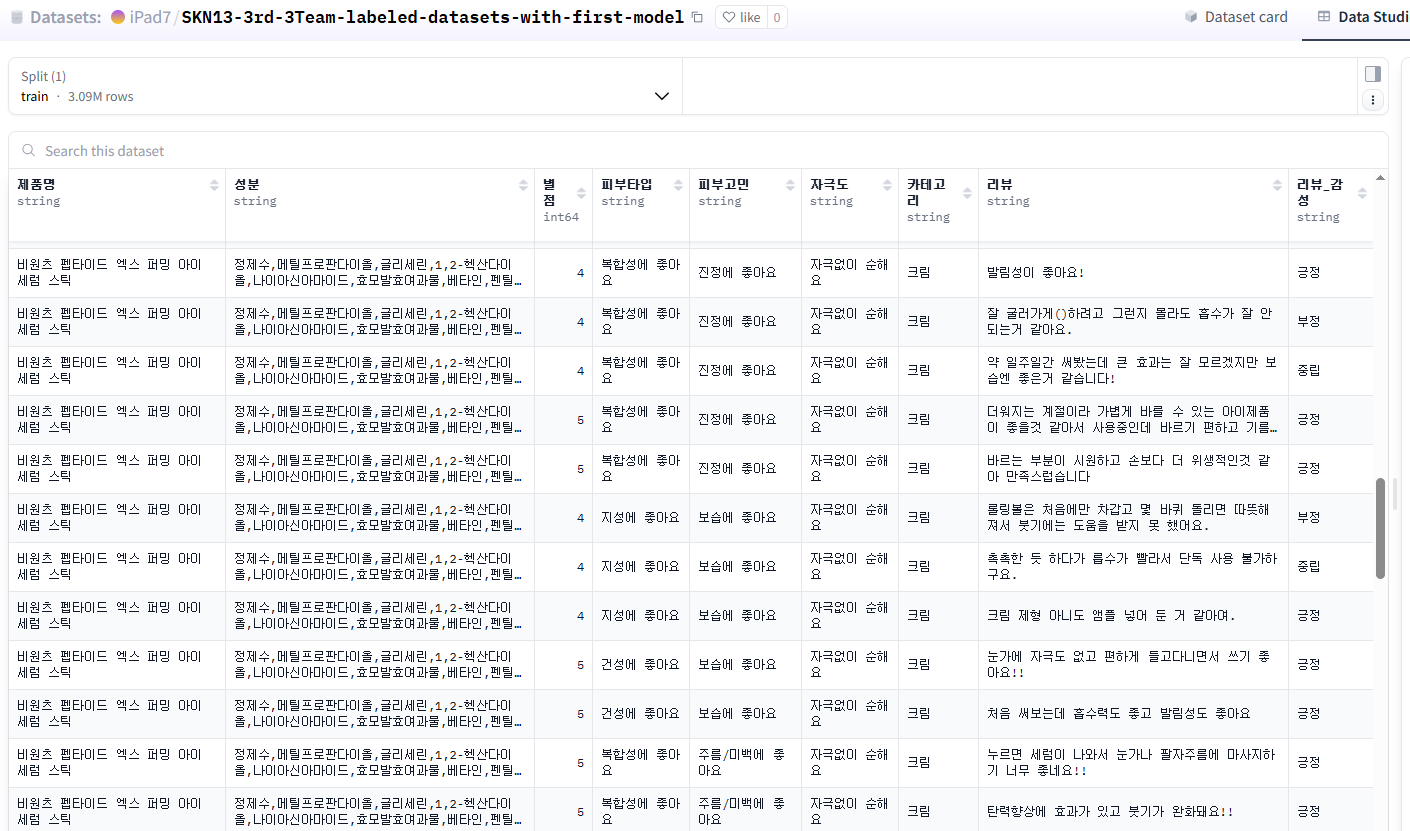 Datasets: iPad7/SKN13-3rd-3Team-labeled-datasets-with-first-model like 0 Dataset card Data Studi
Split (1)
train · 3.09M rows
Search this dataset
제품명 성분 별 피부타입 피부고민 자극도 카테고 리뷰 리뷰_감
string string 점 string string string 리 string 성
int64 string string
비원츠 펩타이드 엑스 퍼밍 아이 정제수,메틸프로판다이올,글리세린,1,2-헥산다이 4 복합성에 좋아 진정에 좋아요 자극없이 순해 크림 발림성이 좋아요! 긍정
세럼 스틱 올,나이아신아마이드,효모발효여과물,베타인,펜틸… 요 요
비원츠 펩타이드 엑스 퍼밍 아이 정제수,메틸프로판다이올,글리세린,1,2-헥산다이 4 복합성에 좋아 진정에 좋아요 자극없이 순해 크림 잘 굴러가게()하려고 그런지 몰라도 흡수가 잘 안 부정
세럼 스틱 올,나이아신아마이드,효모발효여과물,베타인,펜틸… 요 요 되는거 같아요.
비원츠 펩타이드 엑스 퍼밍 아이 정제수,메틸프로판다이올,글리세린,1,2-헥산다이 4 복합성에 좋아 진정에 좋아요 자극없이 순해 크림 약 일주일간 써봤는데 큰 효과는 잘 모르겠지만 보 중립
세럼 스틱 올,나이아신아마이드,효모발효여과물,베타인,펜틸… 요 요 습엔 좋은거 같습니다!
비원츠 펩타이드 엑스 퍼밍 아이 정제수,메틸프로판다이올,글리세린,1,2-헥산다이 5 복합성에 좋아 진정에 좋아요 자극없이 순해 크림 더워지는 계절이라 가볍게 바를 수 있는 아이제품 긍정
세럼 스틱 올,나이아신아마이드,효모발효여과물,베타인,펜틸… 요 요 이 좋을것 같아서 사용중인데 바르기 편하고 기름…
비원츠 펩타이드 엑스 퍼밍 아이 정제수,메틸프로판다이올,글리세린,1,2-헥산다이 5 복합성에 좋아 진정에 좋아요 자극없이 순해 크림 바르는 부분이 시원하고 손보다 더 위생적인것 같 긍정
세럼 스틱 올,나이아신아마이드,효모발효여과물,베타인,펜틸… 요 요 아 만족스럽습니다
비원츠 펩타이드 엑스 퍼밍 아이 정제수,메틸프로판다이올,글리세린,1,2-헥산다이 4 지성에 좋아요 보습에 좋아요 자극없이 순해 크림 롤링볼은 처음에만 차갑고 몇 바퀴 돌리면 따뜻해 부정
세럼 스틱 올,나이아신아마이드,효모발효여과물,베타인,펜틸… 요 져서 붓기에는 도움을 받지 못 했어요.
비원츠 펩타이드 엑스 퍼밍 아이 정제수,메틸프로판다이올,글리세린,1,2-헥산다이 4 지성에 좋아요 보습에 좋아요 자극없이 순해 크림 촉촉한 듯 하다가 흡수가 빨라서 단독 사용 불가하 중립
세럼 스틱 올,나이아신아마이드,효모발효여과물,베타인,펜틸… 요 구요.
비원츠 펩타이드 엑스 퍼밍 아이 정제수,메틸프로판다이올,글리세린,1,2-헥산다이 4 지성에 좋아요 보습에 좋아요 자극없이 순해 크림 크림 제형 아니도 앰플 넣어 둔 거 같아여. 긍정
세럼 스틱 올,나이아신아마이드,효모발효여과물,베타인,펜틸… 요
비원츠 펩타이드 엑스 퍼밍 아이 정제수,메틸프로판다이올,글리세린,1,2-헥산다이 5 건성에 좋아요 보습에 좋아요 자극없이 순해 크림 눈가에 자극도 없고 편하게 들고다니면서 쓰기 좋 긍정
세럼 스틱 올,나이아신아마이드,효모발효여과물,베타인,펜틸… 요 아요!!
비원츠 펩타이드 엑스 퍼밍 아이 정제수,메틸프로판다이올,글리세린,1,2-헥산다이 5 건성에 좋아요 보습에 좋아요 자극없이 순해 크림 처음 써보는데 흡수력도 좋고 발림성도 좋아요 긍정
세럼 스틱 올,나이아신아마이드,효모발효여과물,베타인,펜틸… 요
비원츠 펩타이드 엑스 퍼밍 아이 정제수,메틸프로판다이올,글리세린,1,2-헥산다이 5 복합성에 좋아 주름/미백에 좋 자극없이 순해 크림 누르면 세럼이 나와서 눈가나 팔자주름에 마사지하 긍정
세럼 스틱 올,나이아신아마이드,효모발효여과물,베타인,펜틸… 요 아요 요 기 너무 좋네요!!
비원츠 펩타이드 엑스 퍼밍 아이 정제수,메틸프로판다이올,글리세린,1,2-헥산다이 5 복합성에 좋아 주름/미백에 좋 자극없이 순해 크림 탄력향상에 효과가 있고 붓기가 완화돼요!! 긍정
세럼 스틱 올,나이아신아마이드,효모발효여과물,베타인,펜틸… 요 아요 요